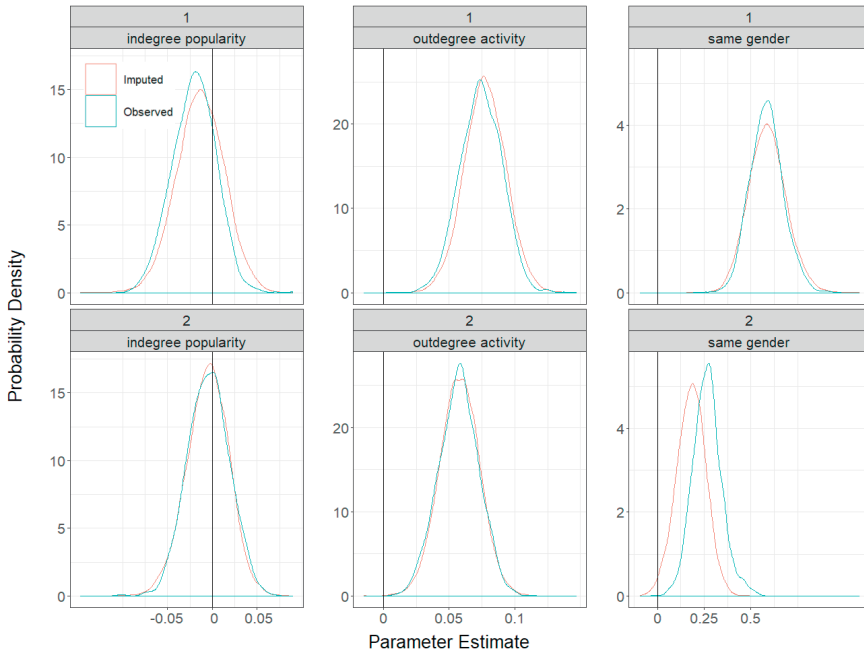 1
indegree popularity
1
outdegree activity
1
same gender
Imputed
Observed
15
10
5
0
20
10
0
4
2
0
2
indegree popularity
2
outdegree activity
2
same gender
15
10
5
0
20
10
0
4
2
0
-0.05 0 0.05
0 0.05 0.1
0 0.25 0.5
Probability Density
Parameter Estimate